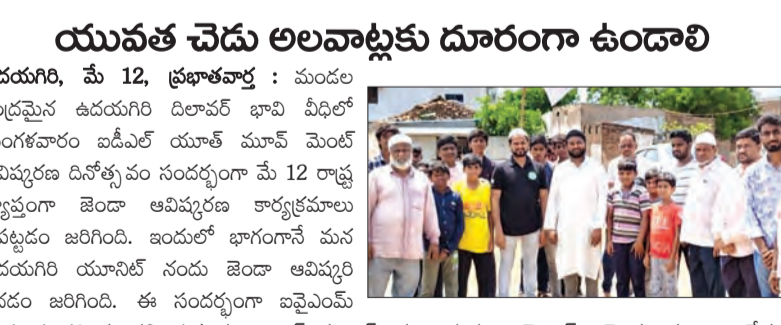 యువత చెడు అలవాట్లకు దూరంగా ఉండాలి
దయగిరి, మే 12, ప్రభాతవార్త : మండల
ంద్రమైన ఉదయగిరి దిలావర్ భావి వీధిలో
ంగళవారం ఐడీఎల్ యూత్ మూవ్ మెంట్
విష్కరణ దినోత్సవం సందర్భంగా మే 12 రాష్ట్ర
్యాప్తంగా జెండా ఆవిష్కరణ కార్యక్రమాలు
పట్టడం జరిగింది. ఇందులో భాగంగానే మన
దయగిరి యూనిట్ నందు జెండా ఆవిష్కరి
చడం జరిగింది. ఈ సందర్భంగా ఐవైఎంమ్